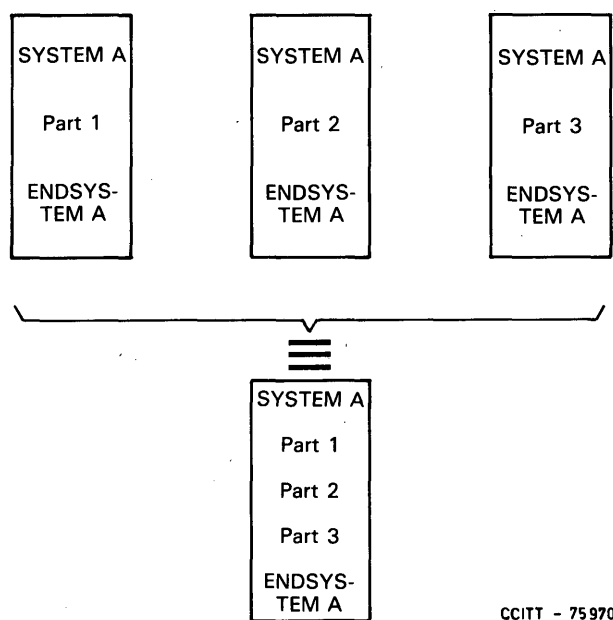 SYSTEM A
Part 1
ENDSYS-
TEM A
SYSTEM A
Part 2
ENDSYS-
TEM A
SYSTEM A
Part 3
ENDSYS-
TEM A
SYSTEM A
Part 1
Part 2
Part 3
ENDSYS-
TEM A
CCITT - 75970